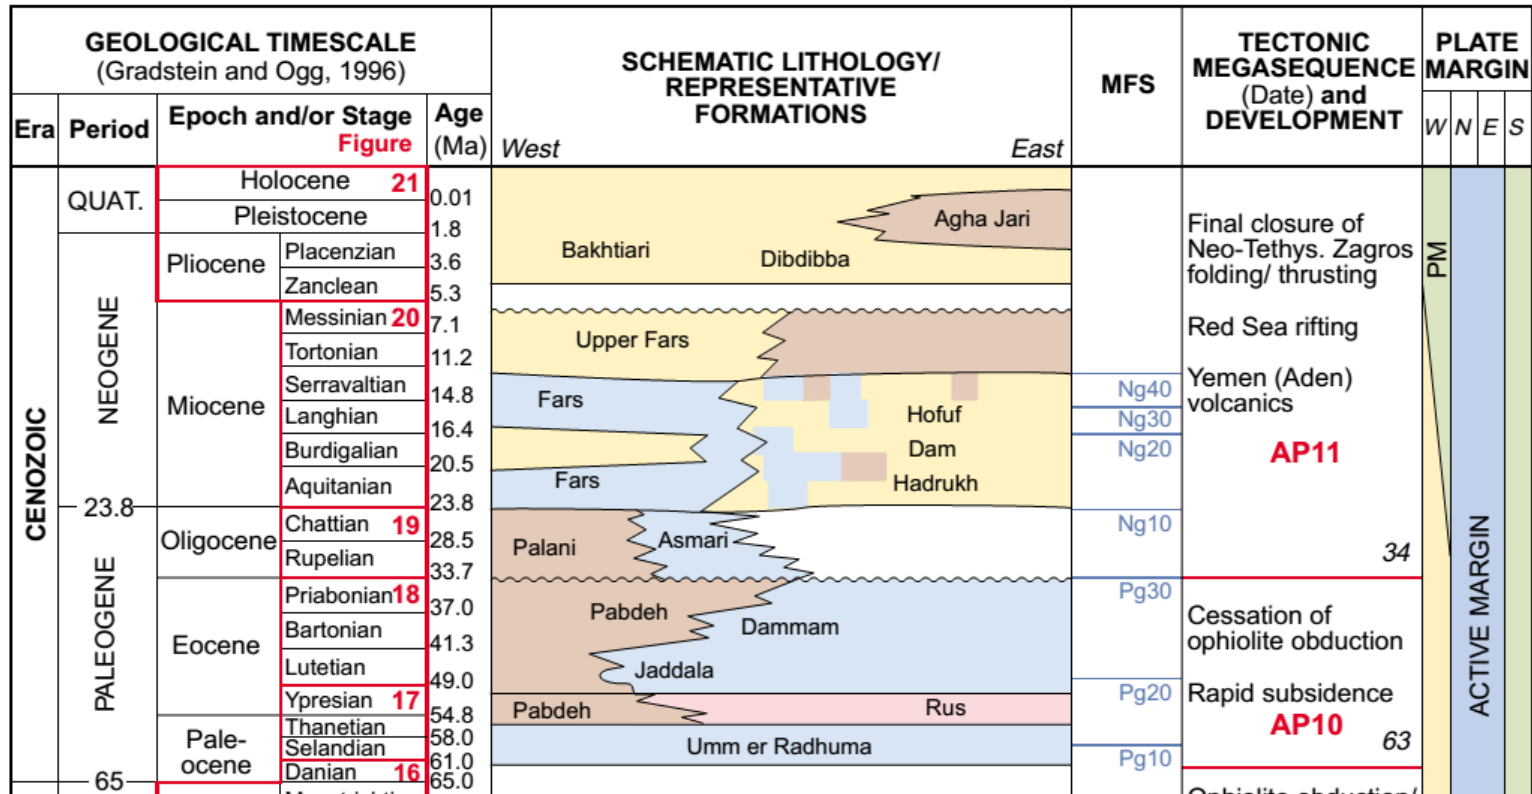 GEOLOGICAL TIMESCALE
(Gradstein and Ogg, 1996)
SCHEMATIC LITHOLOGY/
REPRESENTATIVE
FORMATIONS
MFS
TECTONIC
MEGASEQUENCE
(Date) and
DEVELOPMENT
PLATE
MARGIN
Era
Period
Epoch and/or Stage
Figure
Age
(Ma)
West
East
W N E S
CENOZOIC
QUAT.
NEOGENE
23.8
PALEOGENE
65
Holocene 21
Pleistocene
Pliocene
Placenzian
Zanclean
Miocene
Messinian 20
Tortonian
Serravaltian
Langhian
Burdigalian
Aquitanian
Oligocene
Chattian 19
Rupelian
Eocene
Priabonian 18
Bartonian
Lutetian
Ypresian 17
Pale-
ocene
Thanetian
Selandian
Danian 16
0.01
1.8
3.6
5.3
7.1
11.2
14.8
16.4
20.5
23.8
28.5
33.7
37.0
41.3
49.0
54.8
58.0
61.0
65.0
Agha Jari
Bakhtiari
Dibdibba
Upper Fars
Fars
Hofuf
Dam
Fars
Hadrukh
Palani
Asmari
Pabdeh
Dammam
Jaddala
Pabdeh
Rus
Umm er Radhuma
Ng40
Ng30
Ng20
Ng10
Pg30
Pg20
Pg10
Final closure of
Neo-Tethys. Zagros
folding/ thrusting
Red Sea rifting
Yemen (Aden)
volcanics
AP11
34
Cessation of
ophiolite obduction
Rapid subsidence
AP10
63
PM
ACTIVE MARGIN